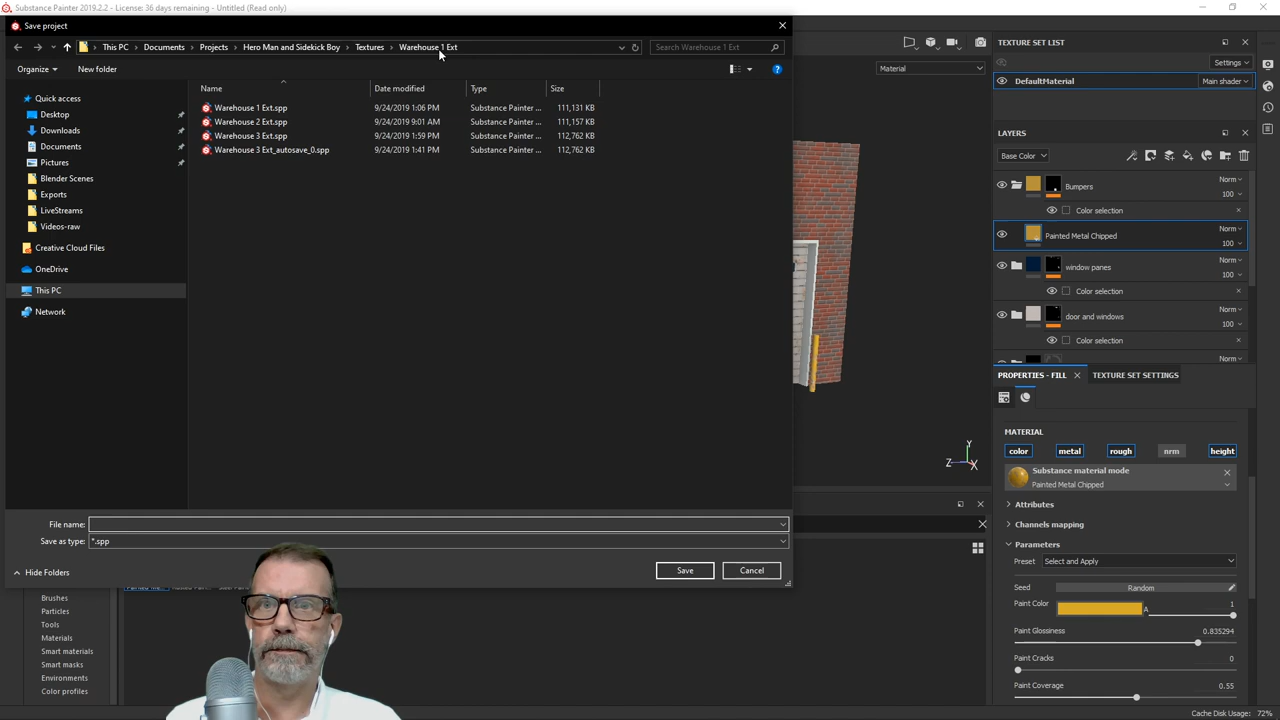 Substance Painter 2019.2.2 - License: 36 days remaining - Untitled (Read only)
Save project
This PC > Documents > Projects > Hero Man and Sidekick Boy > Textures > Warehouse 1 Ext
Search Warehouse 1 Ext
Organize
New folder
Quick access
Desktop
Downloads
Documents
Pictures
Blender Scenes
Exports
LiveStreams
Videos-raw
Creative Cloud Files
OneDrive
This PC
Network
Name Date modified Type Size
Warehouse 1 Ext.spp 9/24/2019 1:06 PM Substance Painter ... 111,131 KB
Warehouse 2 Ext.spp 9/24/2019 9:01 AM Substance Painter ... 111,157 KB
Warehouse 3 Ext.spp 9/24/2019 1:59 PM Substance Painter ... 112,762 KB
Warehouse 3 Ext_autosave_0.spp 9/24/2019 1:41 PM Substance Painter ... 112,762 KB
File name:
Save as type: *.spp
Hide Folders
Save
Cancel
Brushes
Particles
Tools
Materials
Smart materials
Smart masks
Environments
Color profiles
Material
Y
Z X
TEXTURE SET LIST
Settings
DefaultMaterial Main shader
LAYERS
Base Color
Bumpers Norm
100
Color selection
Painted Metal Chipped Norm
100
window panes Norm
100
Color selection
door and windows Norm
100
Color selection
Norm
PROPERTIES - FILL TEXTURE SET SETTINGS
MATERIAL
color metal rough nrm height
Substance material mode
Painted Metal Chipped
Attributes
Channels mapping
Parameters
Preset Select and Apply
Seed Random
Paint Color A 1
Paint Glossiness 0.835294
Paint Cracks 0
Paint Coverage 0.55
Cache Disk Usage: 72%